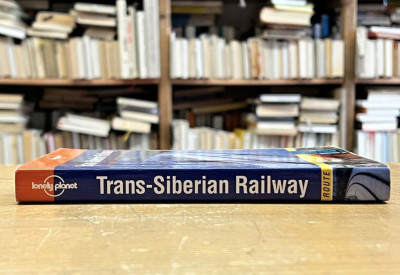 lonely planet
Trans-Siberian Railway
ROUTE